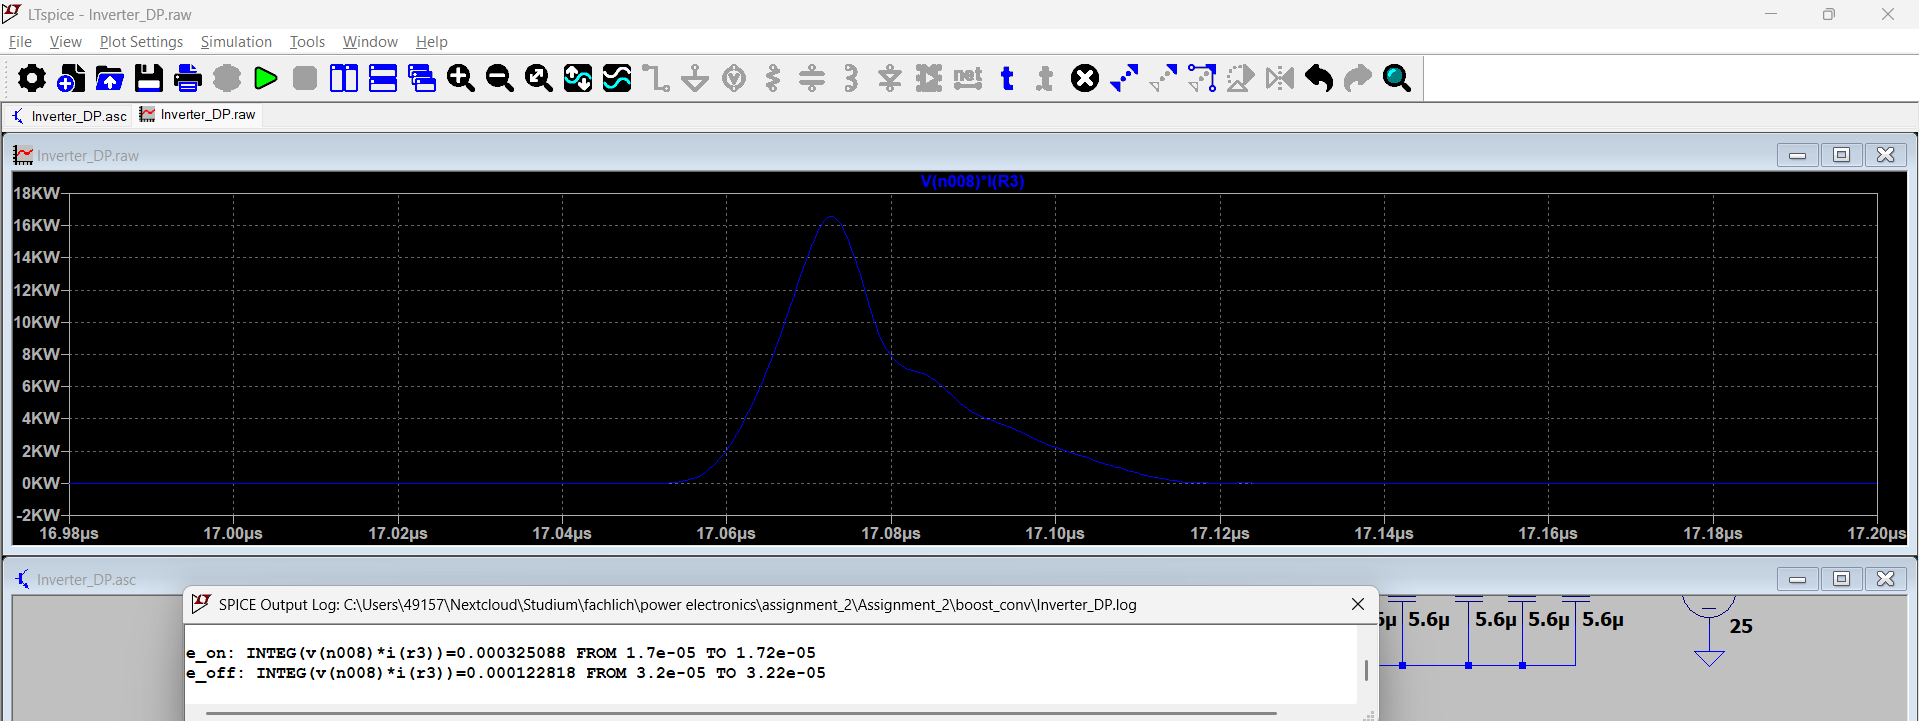 LTspice - Inverter_DP.raw
File View Plot Settings Simulation Tools Window Help
net t t
Inverter_DP.asc Inverter_DP.raw
Inverter_DP.raw
V(n008)*I(R3)
18KW
16KW
14KW
12KW
10KW
8KW
6KW
4KW
2KW
0KW
-2KW
16.98µs 17.00µs 17.02µs 17.04µs 17.06µs 17.08µs 17.10µs 17.12µs 17.14µs 17.16µs 17.18µs 17.20µs
Inverter_DP.asc
SPICE Output Log: C:\Users\49157\Nextcloud\Studium\fachlich\power electronics\assignment_2\Assignment_2\boost_conv\Inverter_DP.log
e_on: INTEG(v(n008)*i(r3))=0.000325088 FROM 1.7e-05 TO 1.72e-05
e_off: INTEG(v(n008)*i(r3))=0.000122818 FROM 3.2e-05 TO 3.22e-05
5.6µ 5.6µ 5.6µ 5.6µ
25